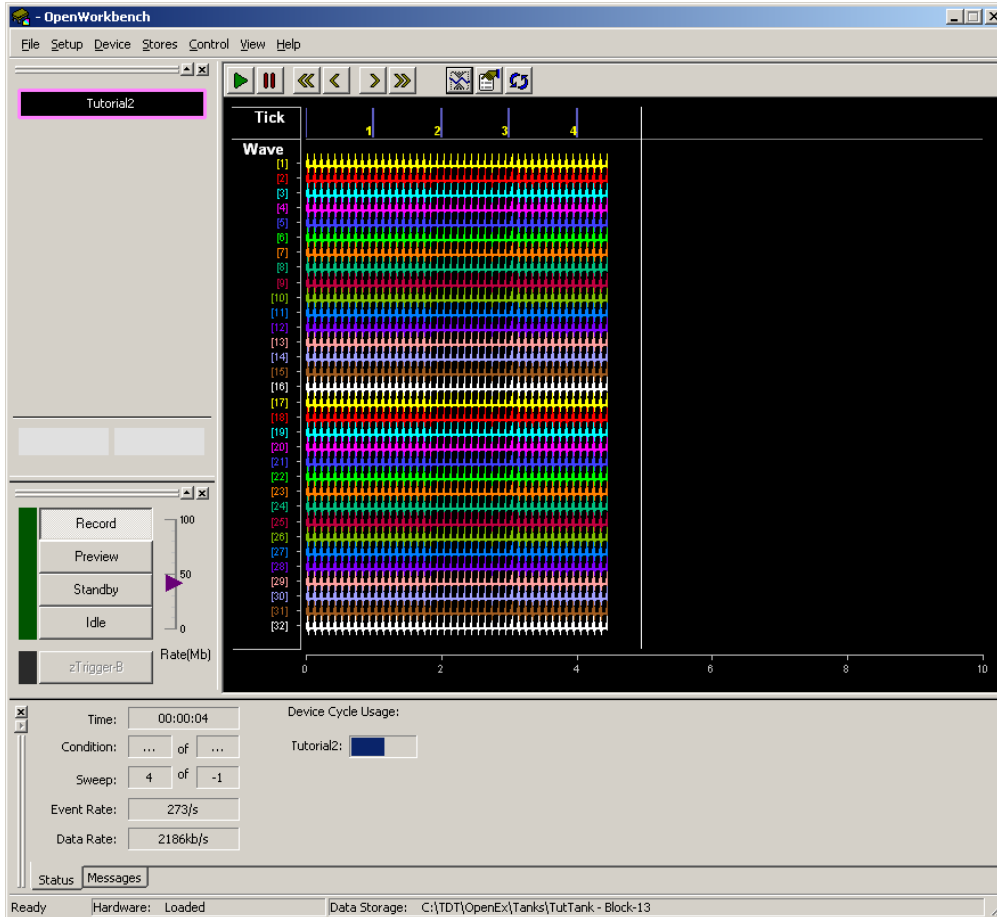 - OpenWorkbench
File Setup Device Stores Control View Help
Tutorial2
Tick
1 2 3 4
Wave
[1]
[2]
[3]
[4]
[5]
[6]
[7]
[8]
[9]
[10]
[11]
[12]
[13]
[14]
[15]
[16]
[17]
[18]
[19]
[20]
[21]
[22]
[23]
[24]
[25]
[26]
[27]
[28]
[29]
[30]
[31]
[32]
0 2 4 6 8 10
Record
Preview
Standby
Idle
100
50
0
zTrigger-B
Rate(Mb)
Time: 00:00:04
Condition: ... of ...
Sweep: 4 of -1
Event Rate: 273/s
Data Rate: 2186kb/s
Device Cycle Usage:
Tutorial2:
Status Messages
Ready Hardware: Loaded Data Storage: C:\TDT\OpenEx\Tanks\TutTank - Block-13